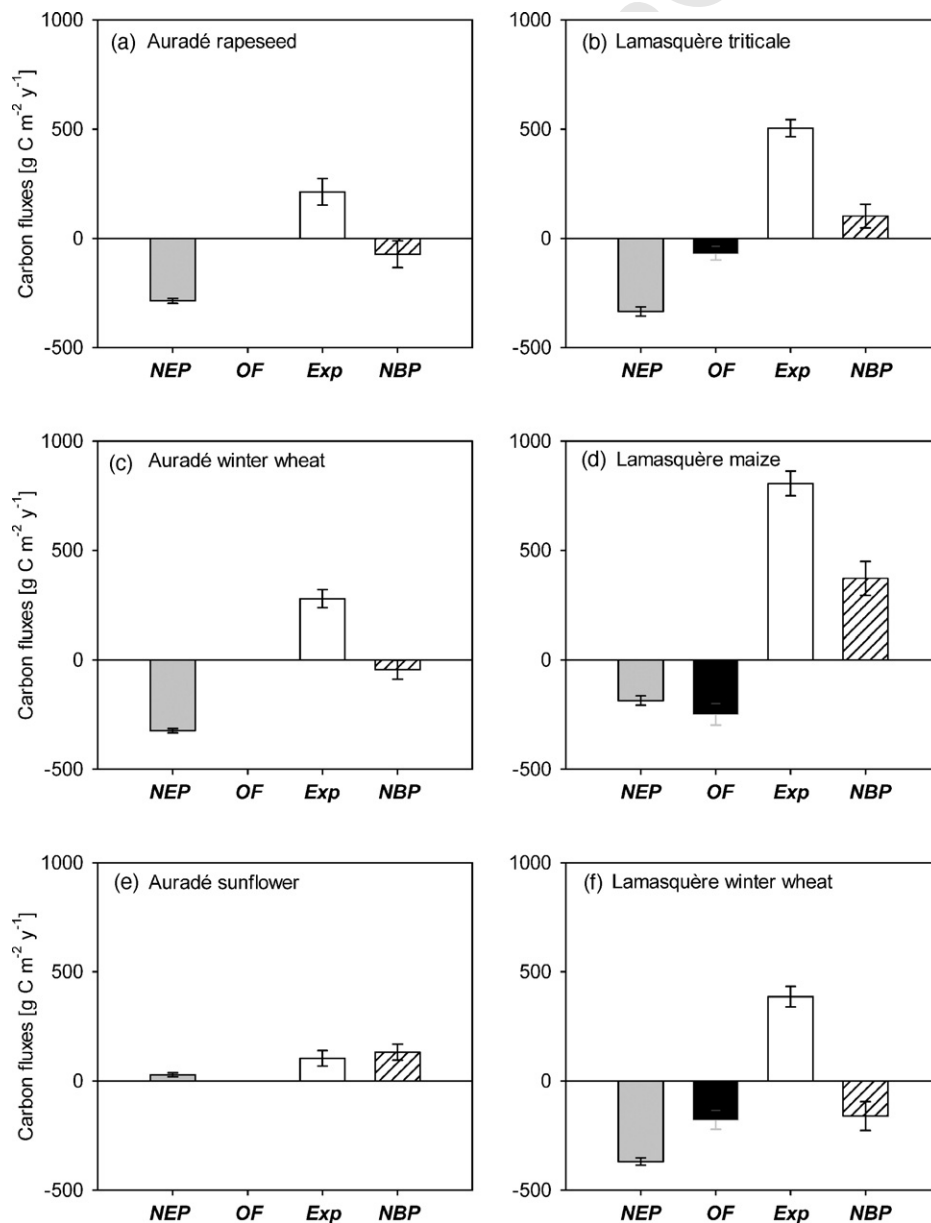 (a) Auradé rapeseed
(b) Lamasquère triticale
Carbon fluxes [g C m⁻² y⁻¹]
1000
500
0
-500
NEP OF Exp NBP
1000
500
0
-500
NEP OF Exp NBP
(c) Auradé winter wheat
(d) Lamasquère maize
Carbon fluxes [g C m⁻² y⁻¹]
1000
500
0
-500
NEP OF Exp NBP
1000
500
0
-500
NEP OF Exp NBP
(e) Auradé sunflower
(f) Lamasquère winter wheat
Carbon fluxes [g C m⁻² y⁻¹]
1000
500
0
-500
NEP OF Exp NBP
1000
500
0
-500
NEP OF Exp NBP